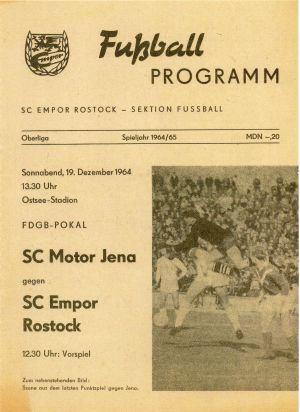 Empor
Fußball
PROGRAMM
SC EMPOR ROSTOCK – SEKTION FUSSBALL
Oberliga Spieljahr 1964/65 MDN –,20
Sonnabend, 19. Dezember 1964
13.30 Uhr
Ostsee-Stadion
FDGB-POKAL
SC Motor Jena
gegen
SC Empor
Rostock
12.30 Uhr: Vorspiel
Zum nebenstehenden Bild:
Szene aus dem letzten Punktspiel gegen Jena.